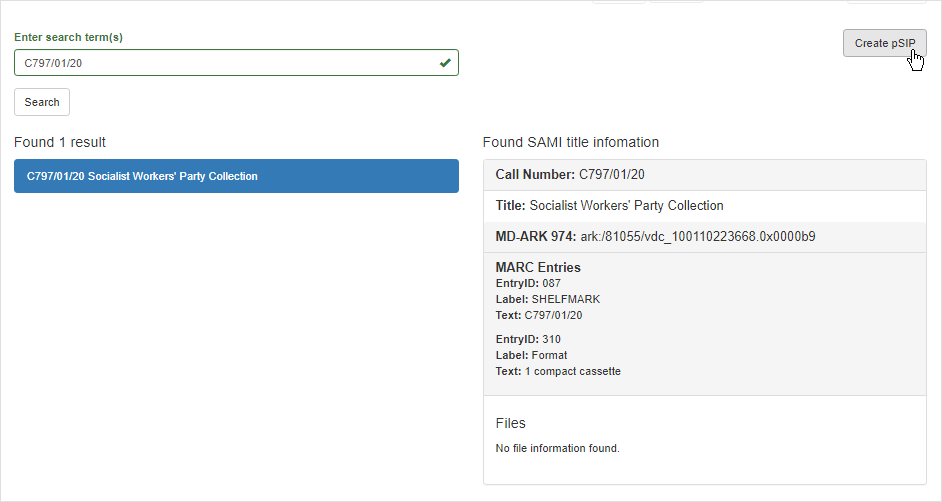 Enter search term(s)
Create pSIP
C797/01/20
Search
Found 1 result
Found SAMI title infomation
C797/01/20 Socialist Workers' Party Collection
Call Number: C797/01/20
Title: Socialist Workers' Party Collection
MD-ARK 974: ark:/81055/vdc_100110223668.0x0000b9
MARC Entries
EntryID: 087
Label: SHELFMARK
Text: C797/01/20
EntryID: 310
Label: Format
Text: 1 compact cassette
Files
No file information found.